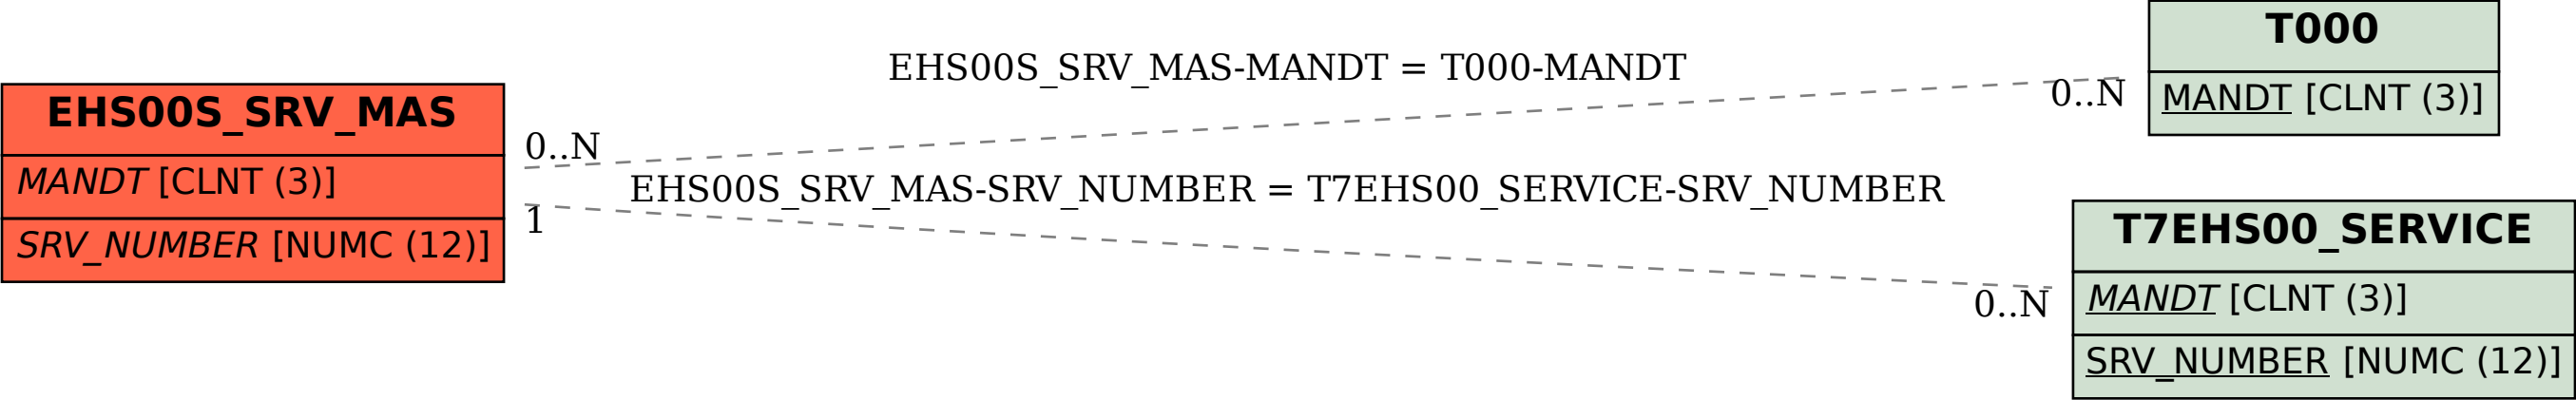 EHS00S_SRV_MAS
MANDT [CLNT (3)]
SRV_NUMBER [NUMC (12)]
EHS00S_SRV_MAS-MANDT = T000-MANDT
0..N
0..N
EHS00S_SRV_MAS-SRV_NUMBER = T7EHS00_SERVICE-SRV_NUMBER
1
0..N
T000
MANDT [CLNT (3)]
T7EHS00_SERVICE
MANDT [CLNT (3)]
SRV_NUMBER [NUMC (12)]